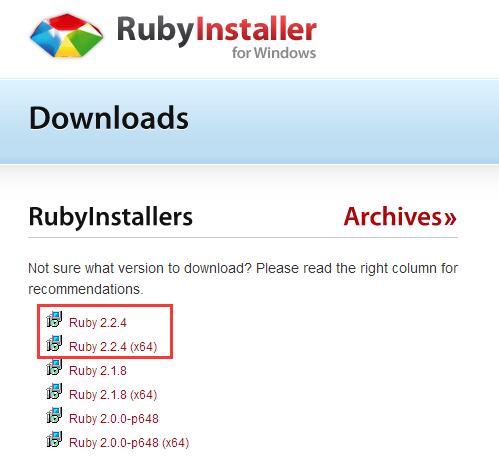 RubyInstaller
for Windows
Downloads
RubyInstallers Archives»
Not sure what version to download? Please read the right column for
recommendations.
Ruby 2.2.4
Ruby 2.2.4 (x64)
Ruby 2.1.8
Ruby 2.1.8 (x64)
Ruby 2.0.0-p648
Ruby 2.0.0-p648 (x64)